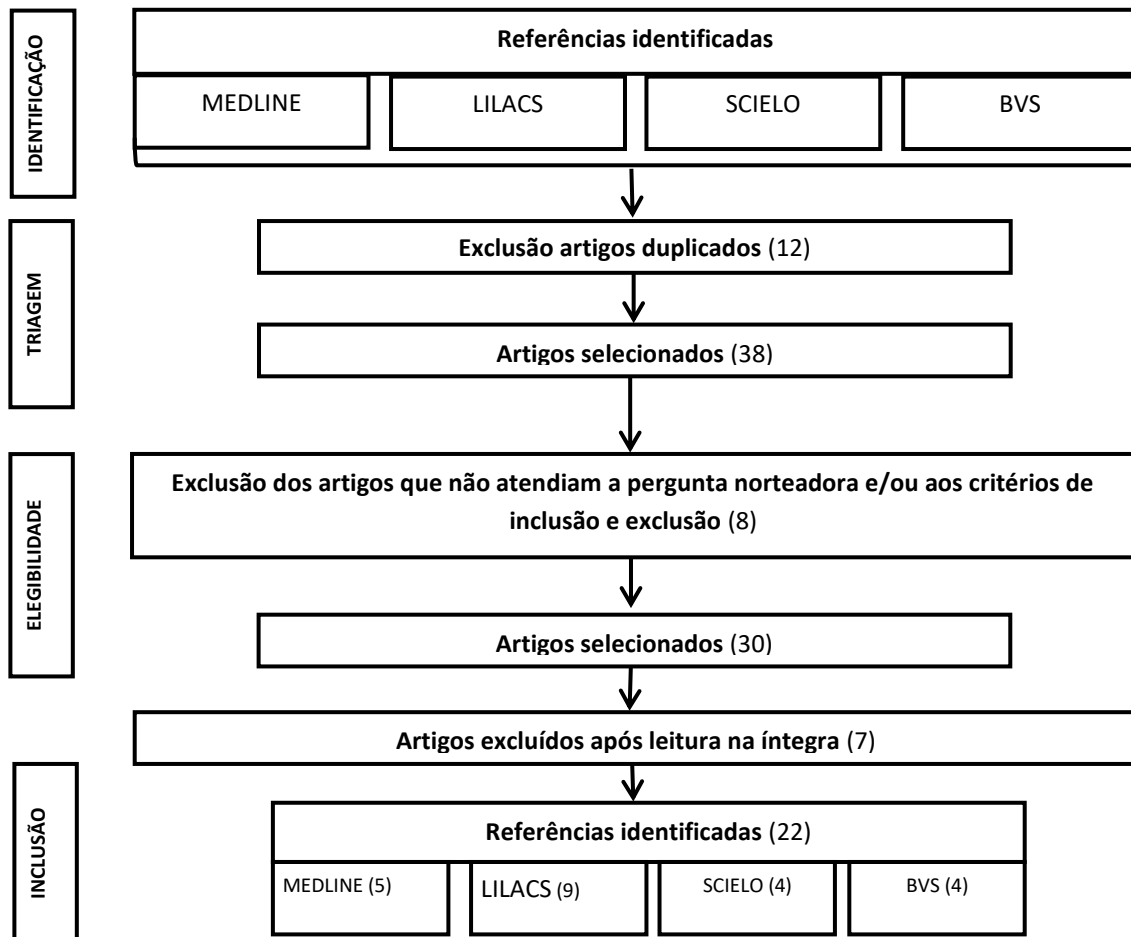 IDENTIFICAÇÃO
Referências identificadas
MEDLINE
LILACS
SCIELO
BVS
TRIAGEM
Exclusão artigos duplicados (12)
Artigos selecionados (38)
ELEGIBILIDADE
Exclusão dos artigos que não atendiam a pergunta norteadora e/ou aos critérios de
inclusão e exclusão (8)
Artigos selecionados (30)
Artigos excluídos após leitura na íntegra (7)
INCLUSÃO
Referências identificadas (22)
MEDLINE (5)
LILACS (9)
SCIELO (4)
BVS (4)